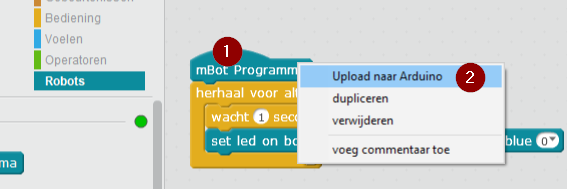 Bediening
Voelen
Operatoren
Robots
ma
1
mBot Programm
herhaal voor alt
wacht 1 seco
set led on bo
blue 0
Upload naar Arduino 2
dupliceren
verwijderen
voeg commentaar toe